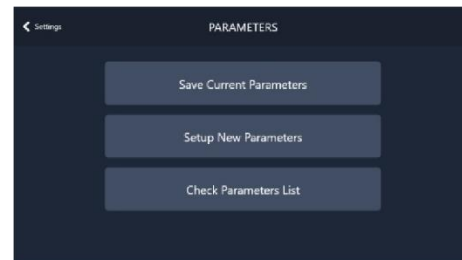 Settings
PARAMETERS
Save Current Parameters
Setup New Parameters
Check Parameters List